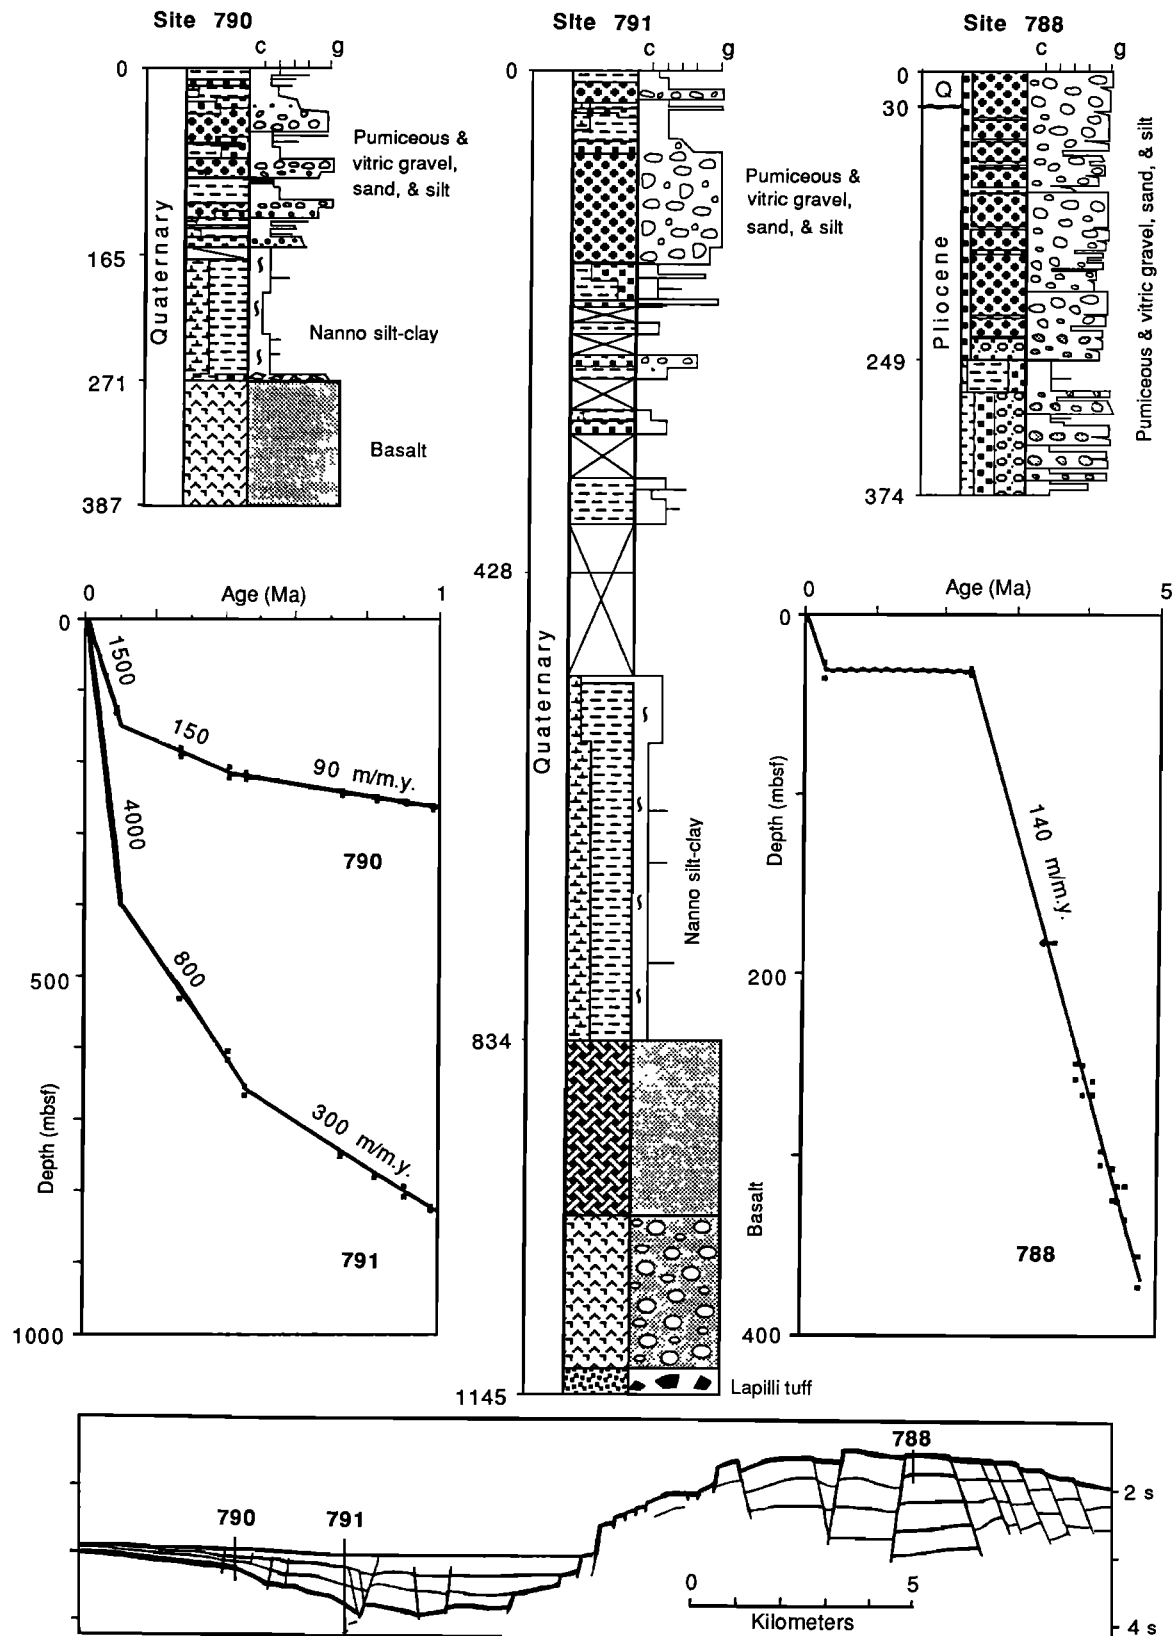 Site 790
c g
0
165
271
387
Quaternary
Pumiceous &
vitric gravel,
sand, & silt
Nanno silt-clay
Basalt
Site 791
c g
0
428
834
1145
Quaternary
Pumiceous &
vitric gravel,
sand, & silt
Nanno silt-clay
Basalt
Lapilli tuff
Site 788
c g
0
30
249
374
Q
Pliocene
Pumiceous & vitric gravel, sand, & silt
0 Age (Ma) 1
0
500
1000
Depth (mbsf)
1500
150
90 m/m.y.
790
4000
800
300 m/m.y.
791
0 Age (Ma) 5
0
200
400
Depth (mbsf)
140 m/m.y.
788
790
791
788
2 s
4 s
0 5
Kilometers